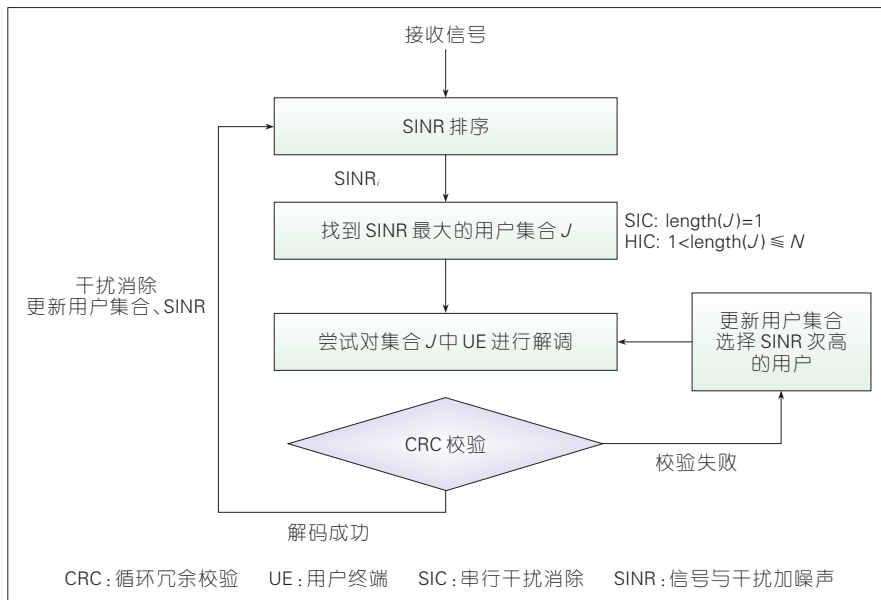 接收信号
SINR 排序
SINRi
找到 SINR 最大的用户集合 J
SIC: length(J)=1
HIC: 1<length(J)≦N
干扰消除
更新用户集合、SINR
尝试对集合 J 中 UE 进行解调
更新用户集合
选择 SINR 次高
的用户
CRC 校验
校验失败
解码成功
CRC:循环冗余校验 UE:用户终端 SIC:串行干扰消除 SINR:信号与干扰加噪声